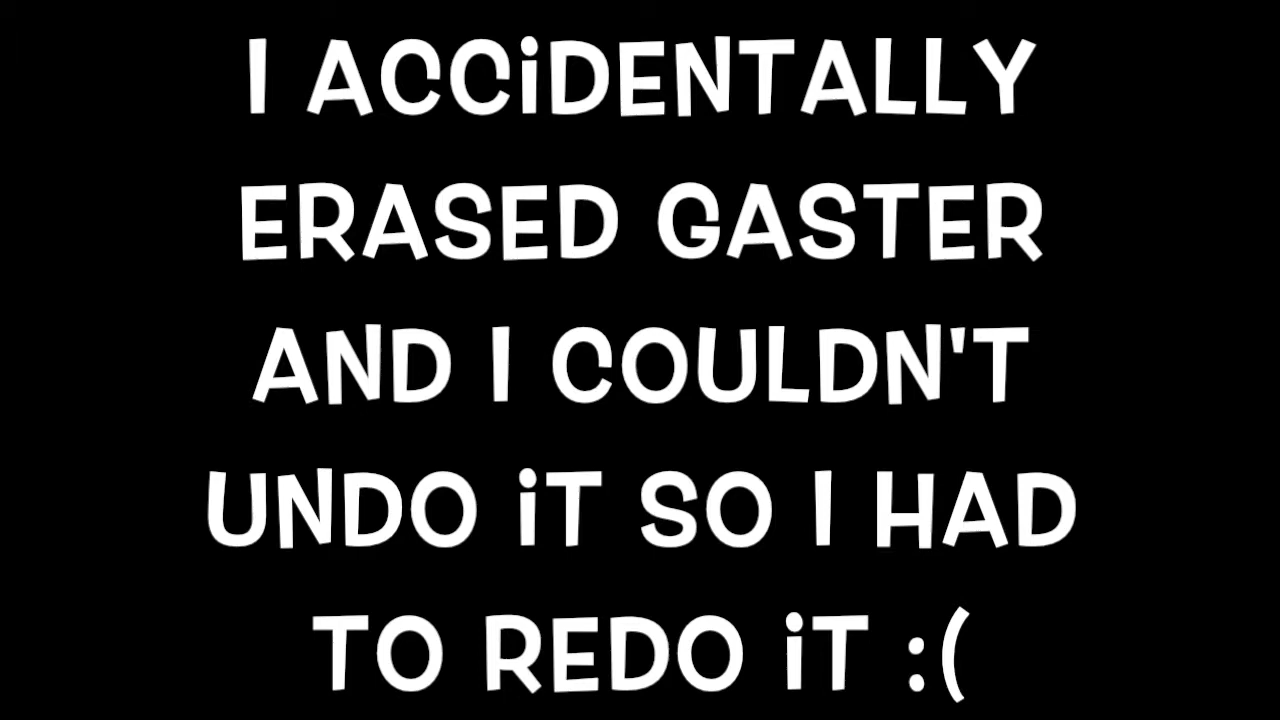 I ACCiDENTALLY
ERASED GASTER
AND I COULDN'T
UNDO iT SO I HAD
TO REDO iT :(